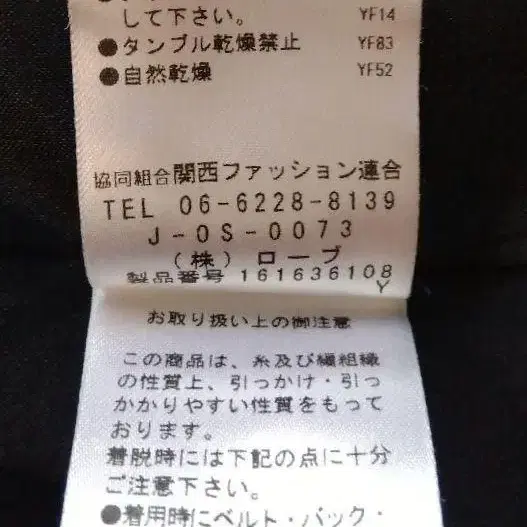 して下さい。 YF14
●タンブル乾燥禁止 YF83
●自然乾燥 YF52
協同組合関西ファッション連合
TEL 06-6228-8139
J-OS-0073
(株) ローブ
製品番号 161636108
Y
お取り扱い上の御注意
この商品は、糸及び編組織
の性質上、引っかけ・引っ
かかりやすい性質をもって
おります。
着脱時には下記の点に十分
ご注意下さい。
●着用時にベルト・バック・